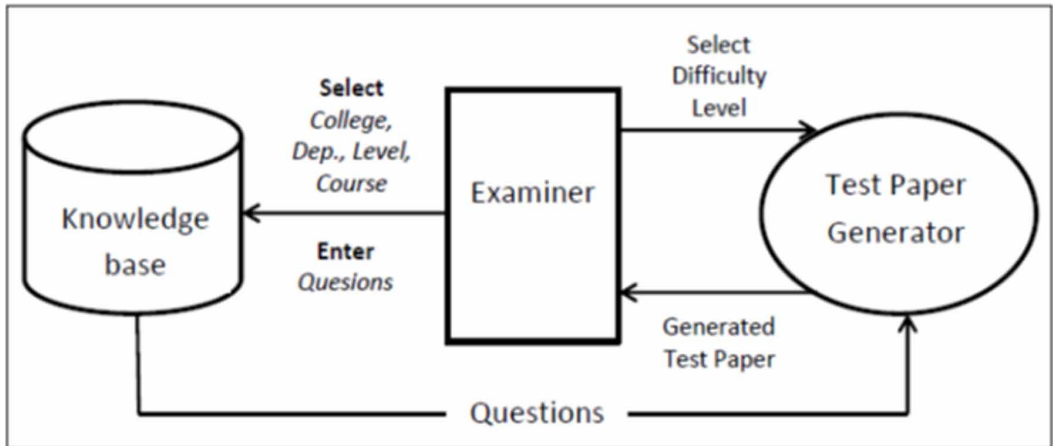 Select
College,
Dep., Level,
Course
Enter
Quesions
Knowledge
base
Examiner
Select
Difficulty
Level
Test Paper
Generator
Generated
Test Paper
Questions